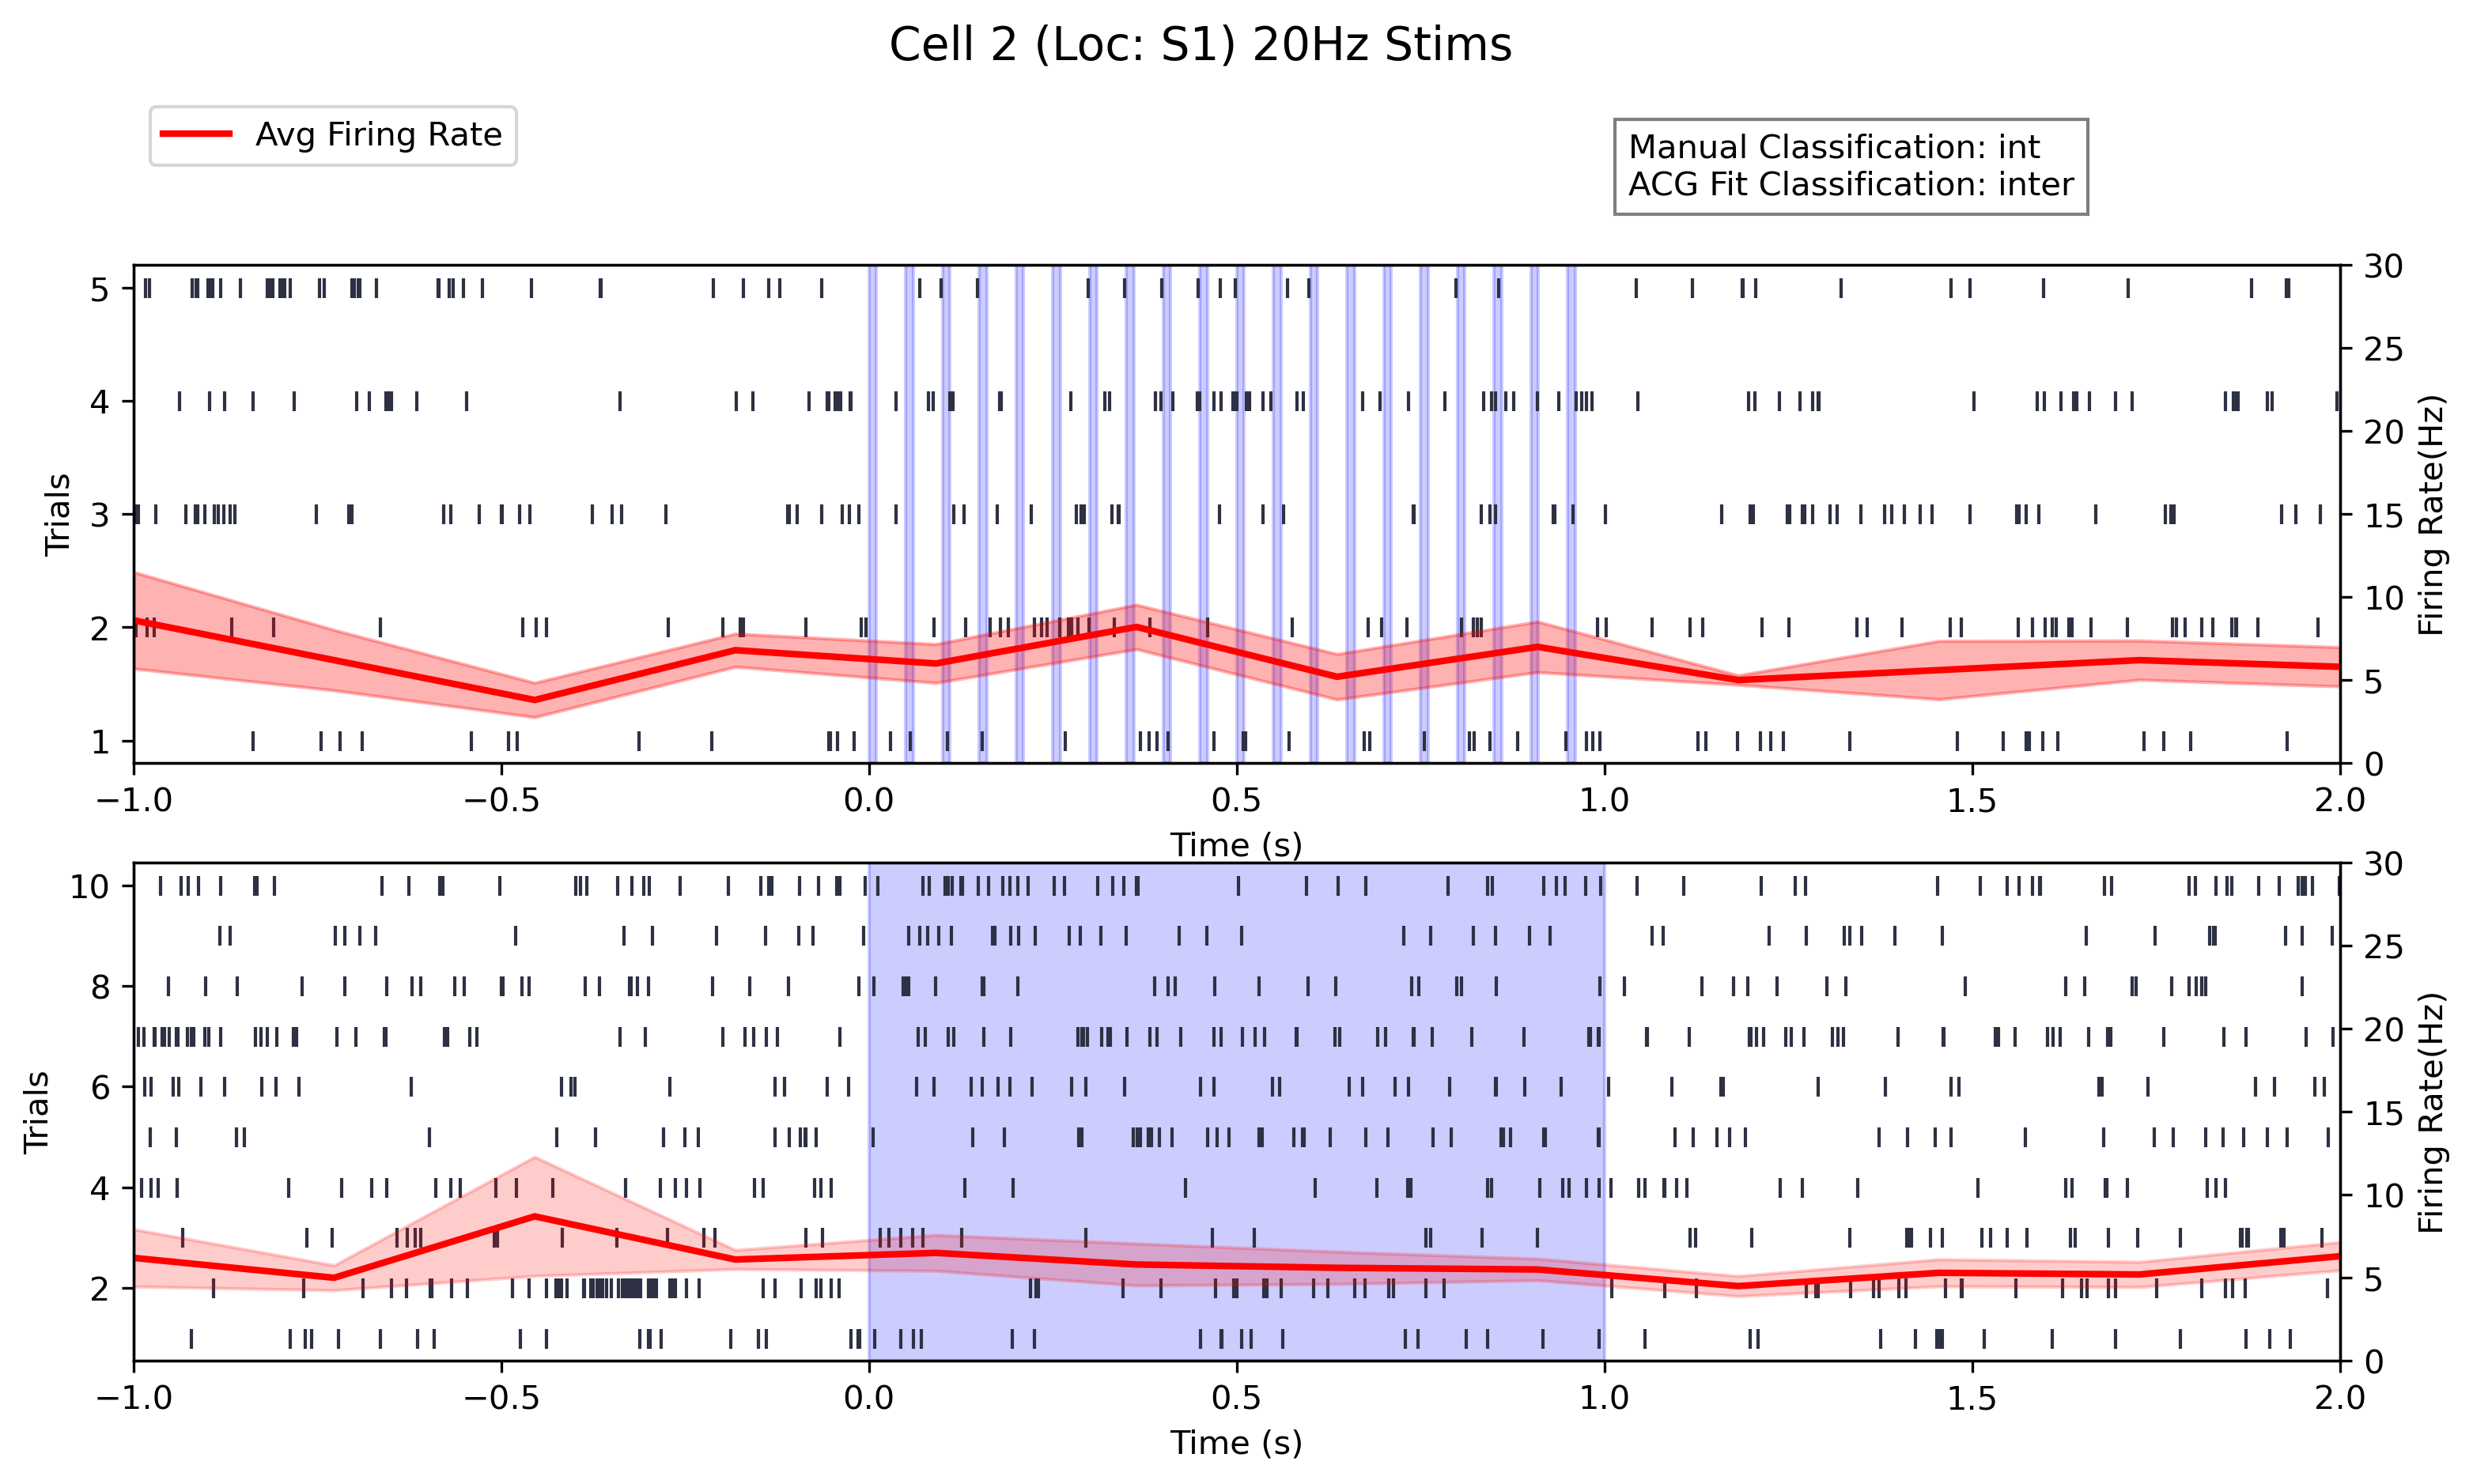 Cell 2 (Loc: S1) 20Hz Stims
Avg Firing Rate
Manual Classification: int
ACG Fit Classification: inter
5
4
3
2
1
Trials
30
25
20
15
10
5
0
Firing Rate(Hz)
−1.0 −0.5 0.0 0.5 1.0 1.5 2.0
Time (s)
10
8
6
4
2
Trials
30
25
20
15
10
5
0
Firing Rate(Hz)
−1.0 −0.5 0.0 0.5 1.0 1.5 2.0
Time (s)